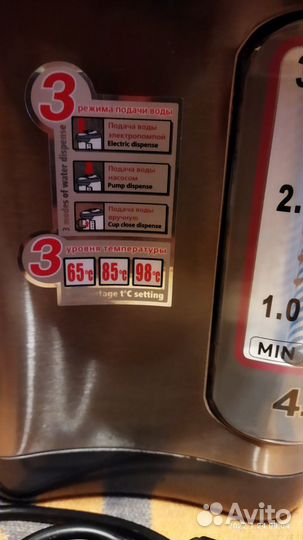 3
режима подачи воды
3 modes of water dispense
Подача воды
электропомпой
Electric dispense
Подача воды
насосом
Pump dispense
Подача воды
вручную
Cup close dispense
3 уровня температуры
65°c 85°c 98°c
t°C setting
2.
1.0
MIN
4
Avito